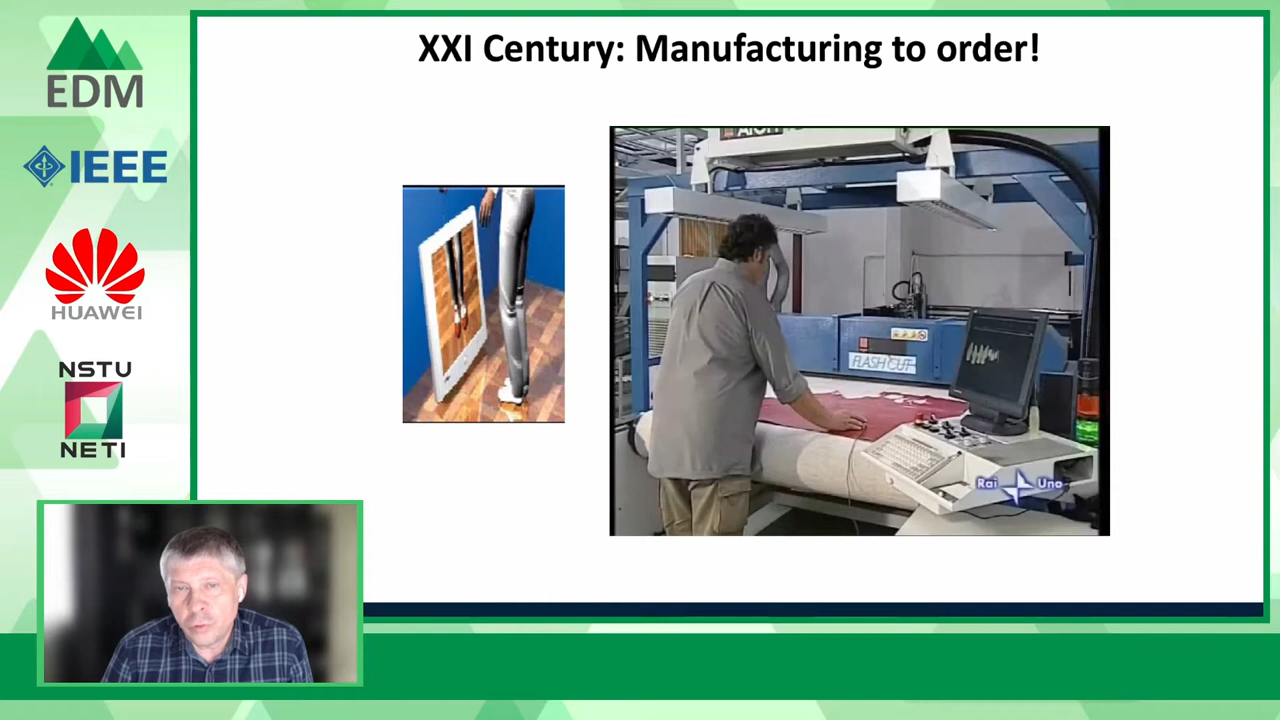 XXI Century: Manufacturing to order!
EDM
IEEE
HUAWEI
NSTU
NETI
FLASH CUT
Rai Uno